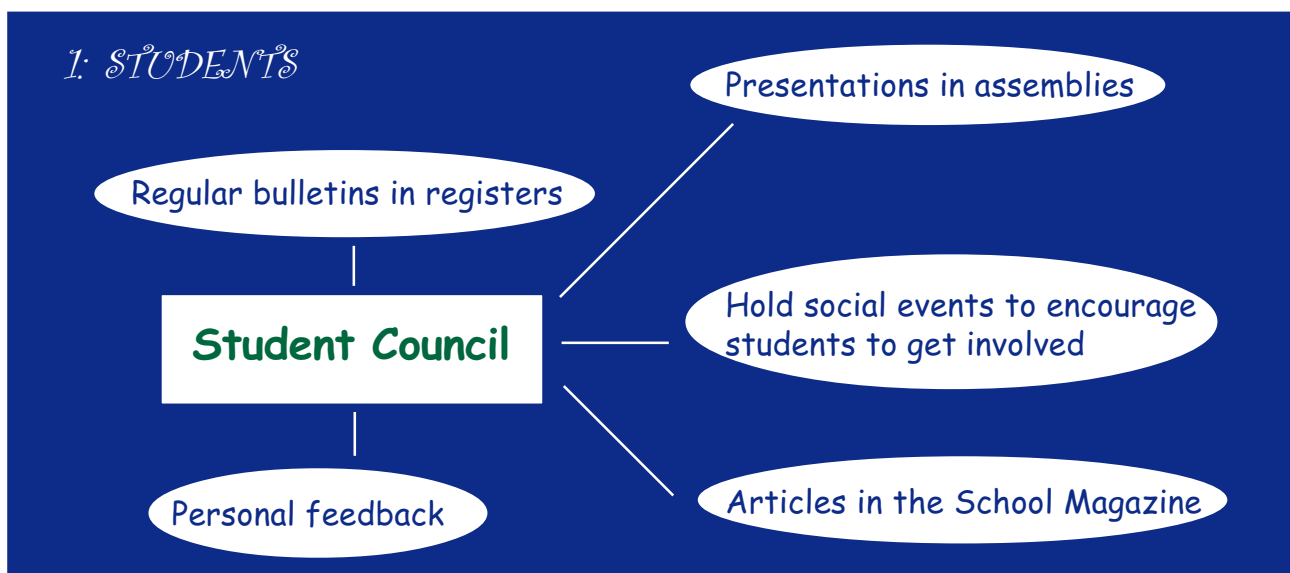 1: STUDENTS
Presentations in assemblies
Regular bulletins in registers
Hold social events to encourage
students to get involved
Student Council
Articles in the School Magazine
Personal feedback